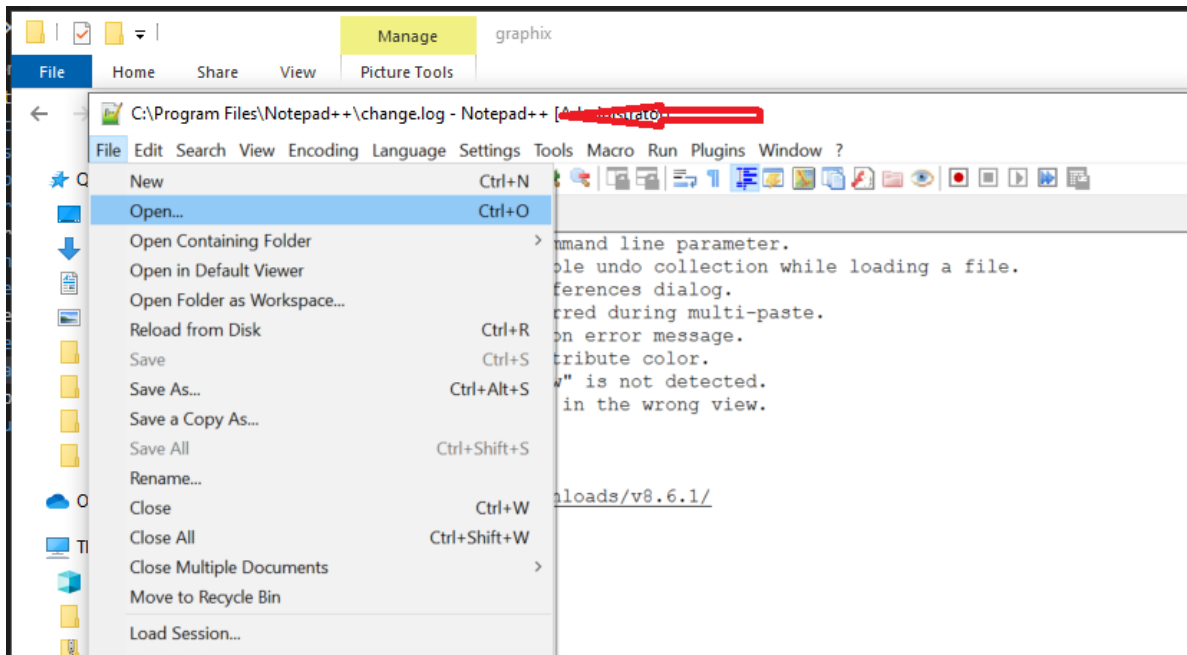 Manage graphix
File Home Share View Picture Tools
C:\Program Files\Notepad++\change.log - Notepad++
File Edit Search View Encoding Language Settings Tools Macro Run Plugins Window ?
New Ctrl+N
Open... Ctrl+O
Open Containing Folder
Open in Default Viewer
Open Folder as Workspace...
Reload from Disk Ctrl+R
Save Ctrl+S
Save As... Ctrl+Alt+S
Save a Copy As...
Save All Ctrl+Shift+S
Rename...
Close Ctrl+W
Close All Ctrl+Shift+W
Close Multiple Documents
Move to Recycle Bin
Load Session...
mmand line parameter.
ble undo collection while loading a file.
ferences dialog.
rred during multi-paste.
on error message.
tribute color.
w" is not detected.
in the wrong view.
nloads/v8.6.1/